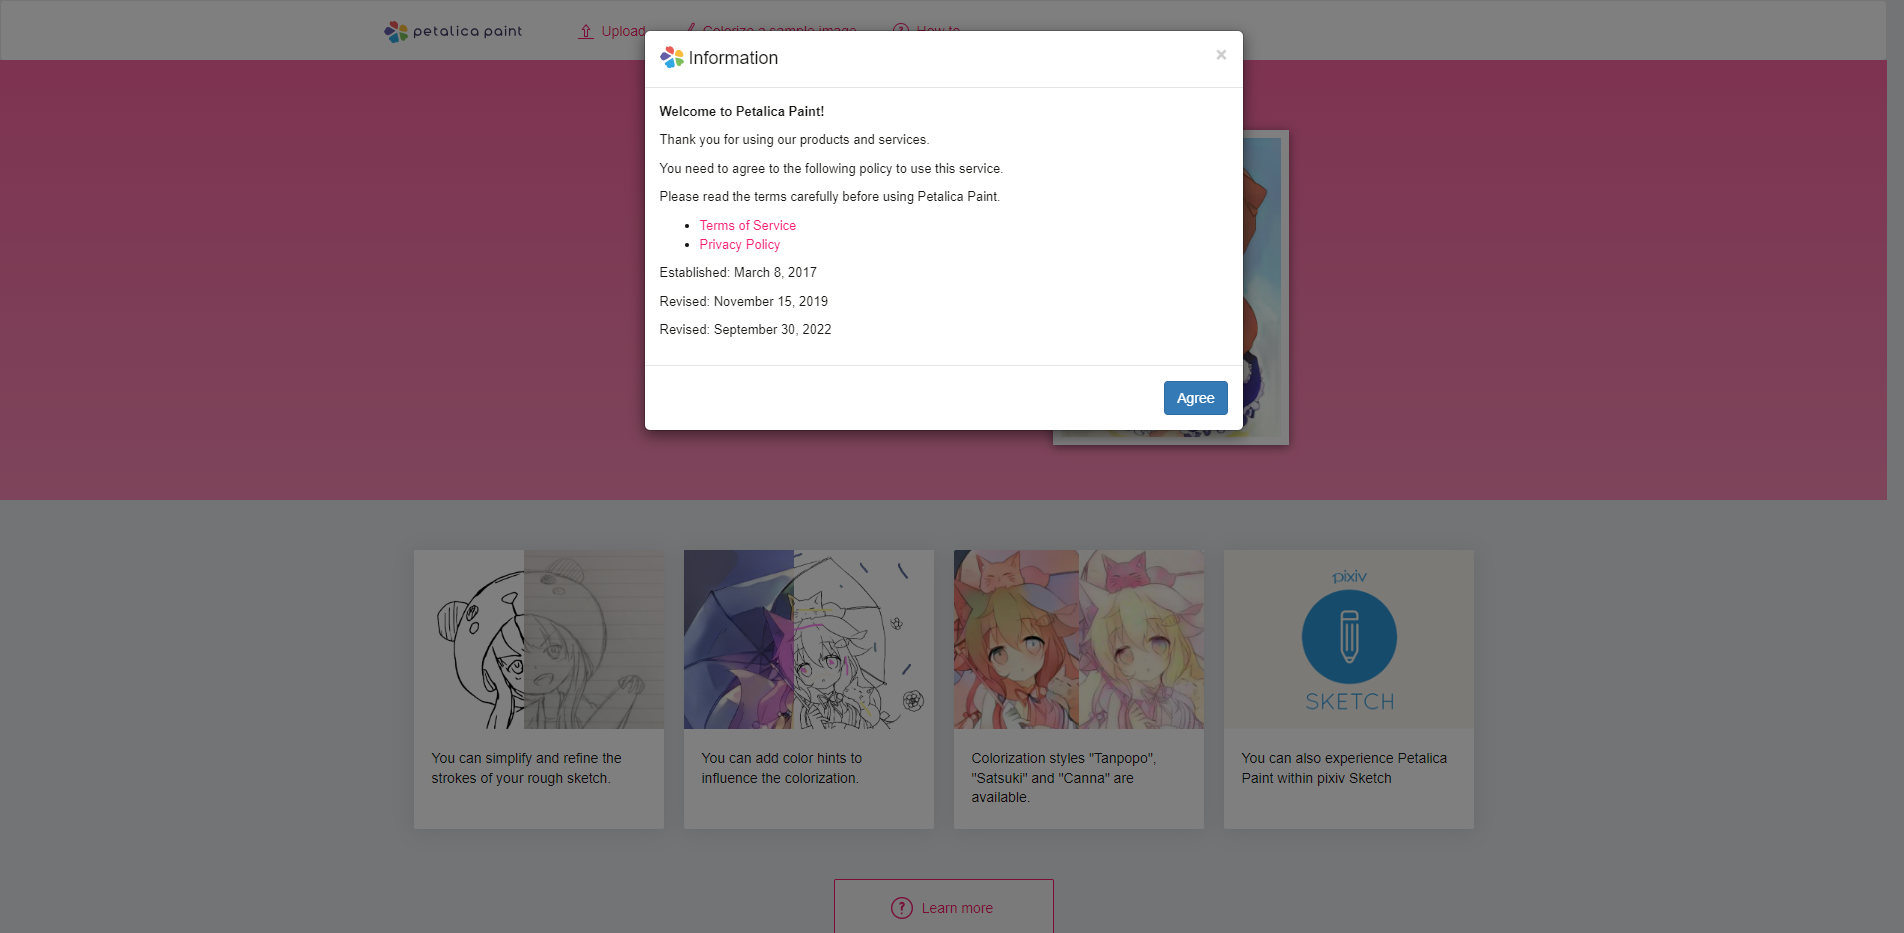 petalica paint
Upload
Colorize a sample image
How to
Information
×
Welcome to Petalica Paint!
Thank you for using our products and services.
You need to agree to the following policy to use this service.
Please read the terms carefully before using Petalica Paint.
Terms of Service
Privacy Policy
Established: March 8, 2017
Revised: November 15, 2019
Revised: September 30, 2022
Agree
pixiv
SKETCH
You can simplify and refine the
strokes of your rough sketch.
You can add color hints to
influence the colorization.
Colorization styles "Tanpopo",
"Satsuki" and "Canna" are
available.
You can also experience Petalica
Paint within pixiv Sketch
? Learn more